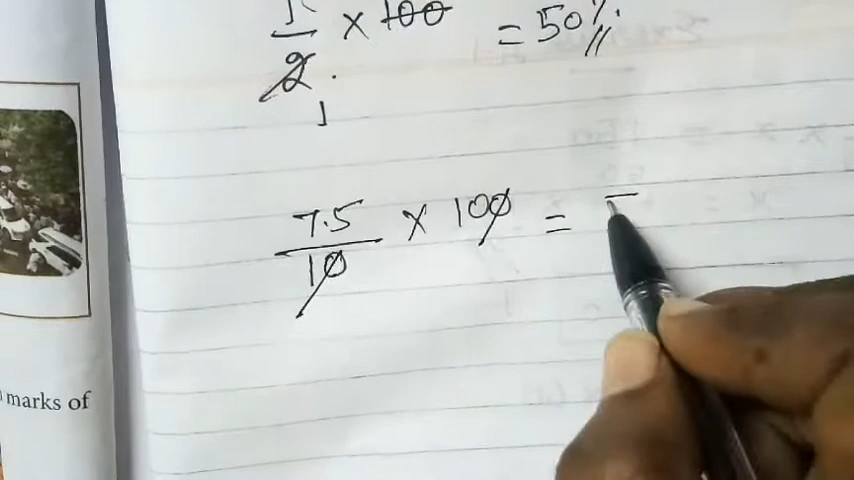 1
— × 100 = 50%
2
1
7.5
— × 100 =
10
marks of